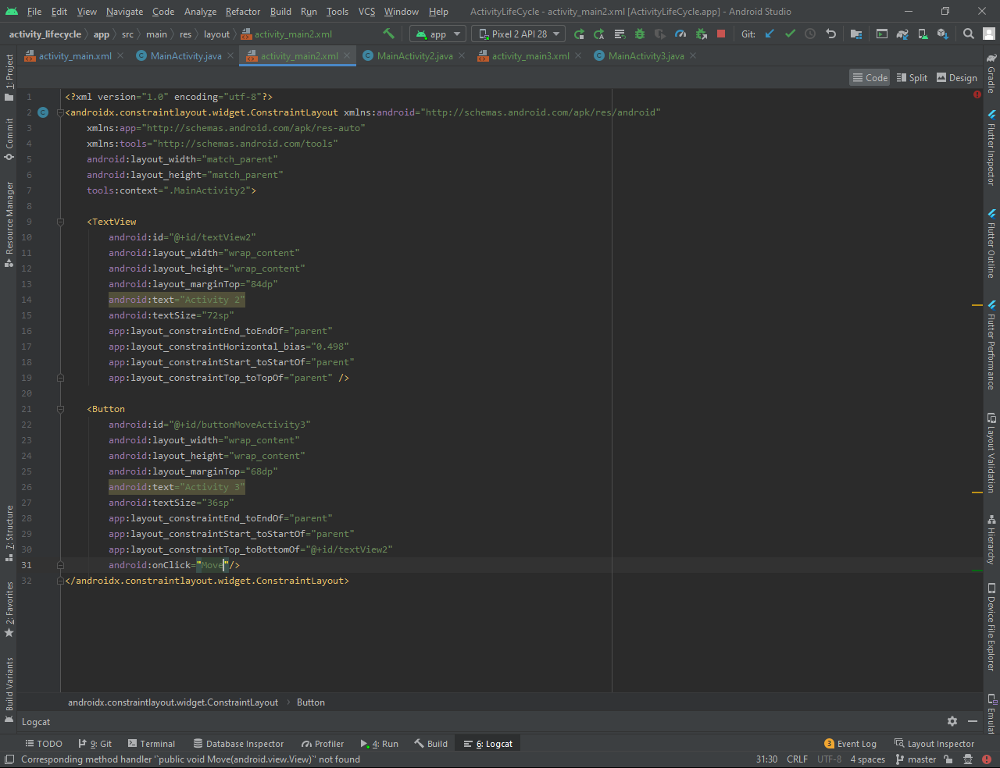 File Edit View Navigate Code Analyze Refactor Build Run Tools VCS Window Help ActivityLifeCycle - activity_main2.xml [ActivityLifeCycle.app] - Android Studio
activity_lifecycle app src main res layout activity_main2.xml app Pixel 2 API 28 Git:
activity_main.xml MainActivity.java activity_main2.xml MainActivity2.java activity_main3.xml MainActivity3.java
Code Split Design
1 <?xml version="1.0" encoding="utf-8"?>
2 <androidx.constraintlayout.widget.ConstraintLayout xmlns:android="http://schemas.android.com/apk/res/android"
3 xmlns:app="http://schemas.android.com/apk/res-auto"
4 xmlns:tools="http://schemas.android.com/tools"
5 android:layout_width="match_parent"
6 android:layout_height="match_parent"
7 tools:context=".MainActivity2">
8
9 <TextView
10 android:id="@+id/textView2"
11 android:layout_width="wrap_content"
12 android:layout_height="wrap_content"
13 android:layout_marginTop="84dp"
14 android:text="Activity 2"
15 android:textSize="72sp"
16 app:layout_constraintEnd_toEndOf="parent"
17 app:layout_constraintHorizontal_bias="0.498"
18 app:layout_constraintStart_toStartOf="parent"
19 app:layout_constraintTop_toTopOf="parent" />
20
21 <Button
22 android:id="@+id/buttonMoveActivity3"
23 android:layout_width="wrap_content"
24 android:layout_height="wrap_content"
25 android:layout_marginTop="68dp"
26 android:text="Activity 3"
27 android:textSize="36sp"
28 app:layout_constraintEnd_toEndOf="parent"
29 app:layout_constraintStart_toStartOf="parent"
30 app:layout_constraintTop_toBottomOf="@+id/textView2"
31 android:onClick="Move"/>
32 </androidx.constraintlayout.widget.ConstraintLayout>
1: Project
Commit
Resource Manager
7: Structure
2: Favorites
Build Variants
Gradle
Flutter Inspector
Flutter Outline
Flutter Performance
Layout Validation
Hierarchy
Device File Explorer
Emulat
androidx.constraintlayout.widget.ConstraintLayout Button
Logcat
TODO 9: Git Terminal Database Inspector Profiler 4: Run Build 6: Logcat 3 Event Log Layout Inspector
Corresponding method handler '`public void Move(android.view.View)`' not found 31:30 CRLF UTF-8 4 spaces master